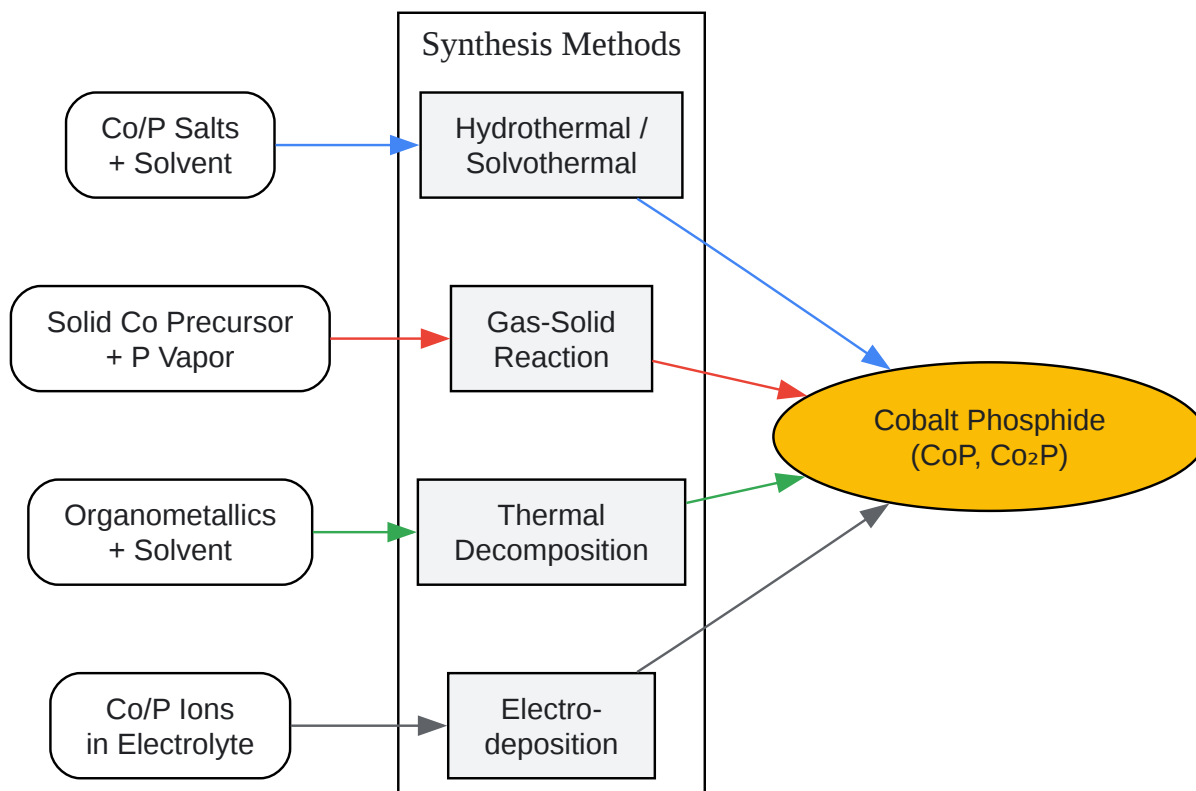 Synthesis Methods
Co/P Salts
+ Solvent
Hydrothermal /
Solvothermal
Solid Co Precursor
+ P Vapor
Gas-Solid
Reaction
Cobalt Phosphide
(CoP, Co₂P)
Organometallics
+ Solvent
Thermal
Decomposition
Co/P Ions
in Electrolyte
Electro-
deposition